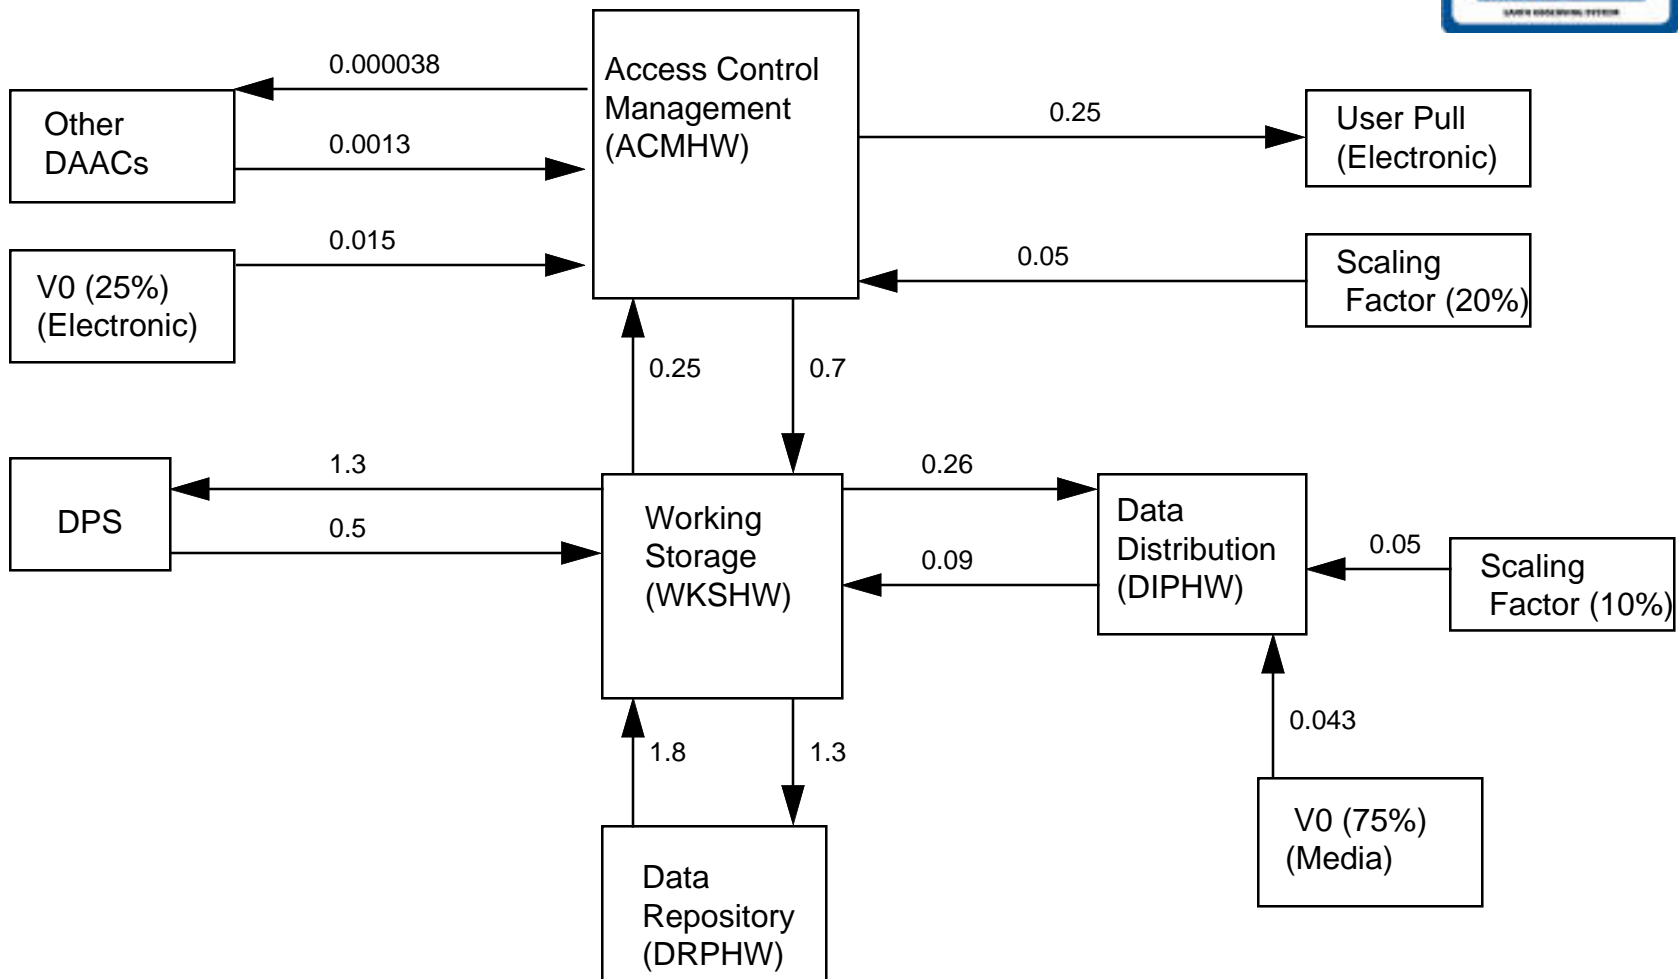 EARTH OBSERVING SYSTEM
0.000038
Access Control
Management
(ACMHW)
Other
DAACs
0.0013
0.25
User Pull
(Electronic)
0.015
V0 (25%)
(Electronic)
0.05
Scaling
Factor (20%)
0.25
0.7
DPS
1.3
0.5
Working
Storage
(WKSHW)
0.26
0.09
Data
Distribution
(DIPHW)
0.05
Scaling
Factor (10%)
0.043
V0 (75%)
(Media)
1.8
1.3
Data
Repository
(DRPHW)